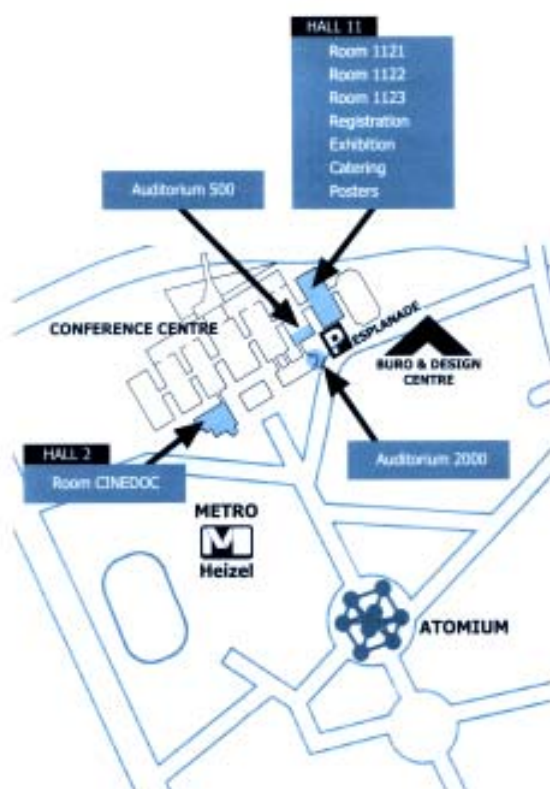 HALL 11
Room 1121
Room 1122
Room 1123
Registration
Exhibition
Catering
Posters
Auditorium 500
CONFERENCE CENTRE
P
ESPLANADE
BURO & DESIGN
CENTRE
HALL 2
Room CINEDOC
Auditorium 2000
METRO
M
Heizel
ATOMIUM